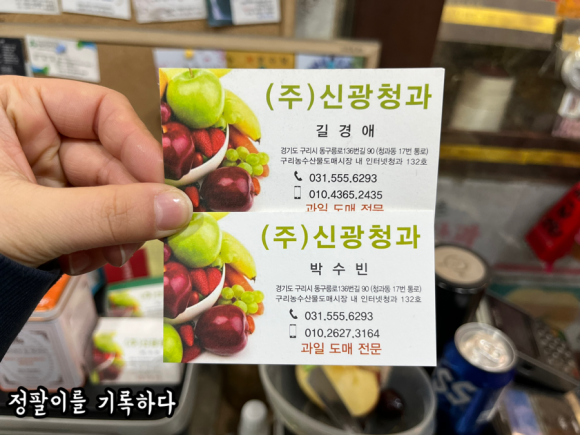 (주)신광청과
길 경 애
경기도 구리시 동구릉로136번길 90 (청과동 17번 통로)
구리농수산물도매시장 내 인터넷청과 132호
031.555.6293
010.4365.2435
과일 도매 전문
(주)신광청과
박 수 빈
경기도 구리시 동구릉로136번길 90 (청과동 17번 통로)
구리농수산물도매시장 내 인터넷청과 132호
031.555.6293
010.2627.3164
과일 도매 전문
정팔이를 기록하다